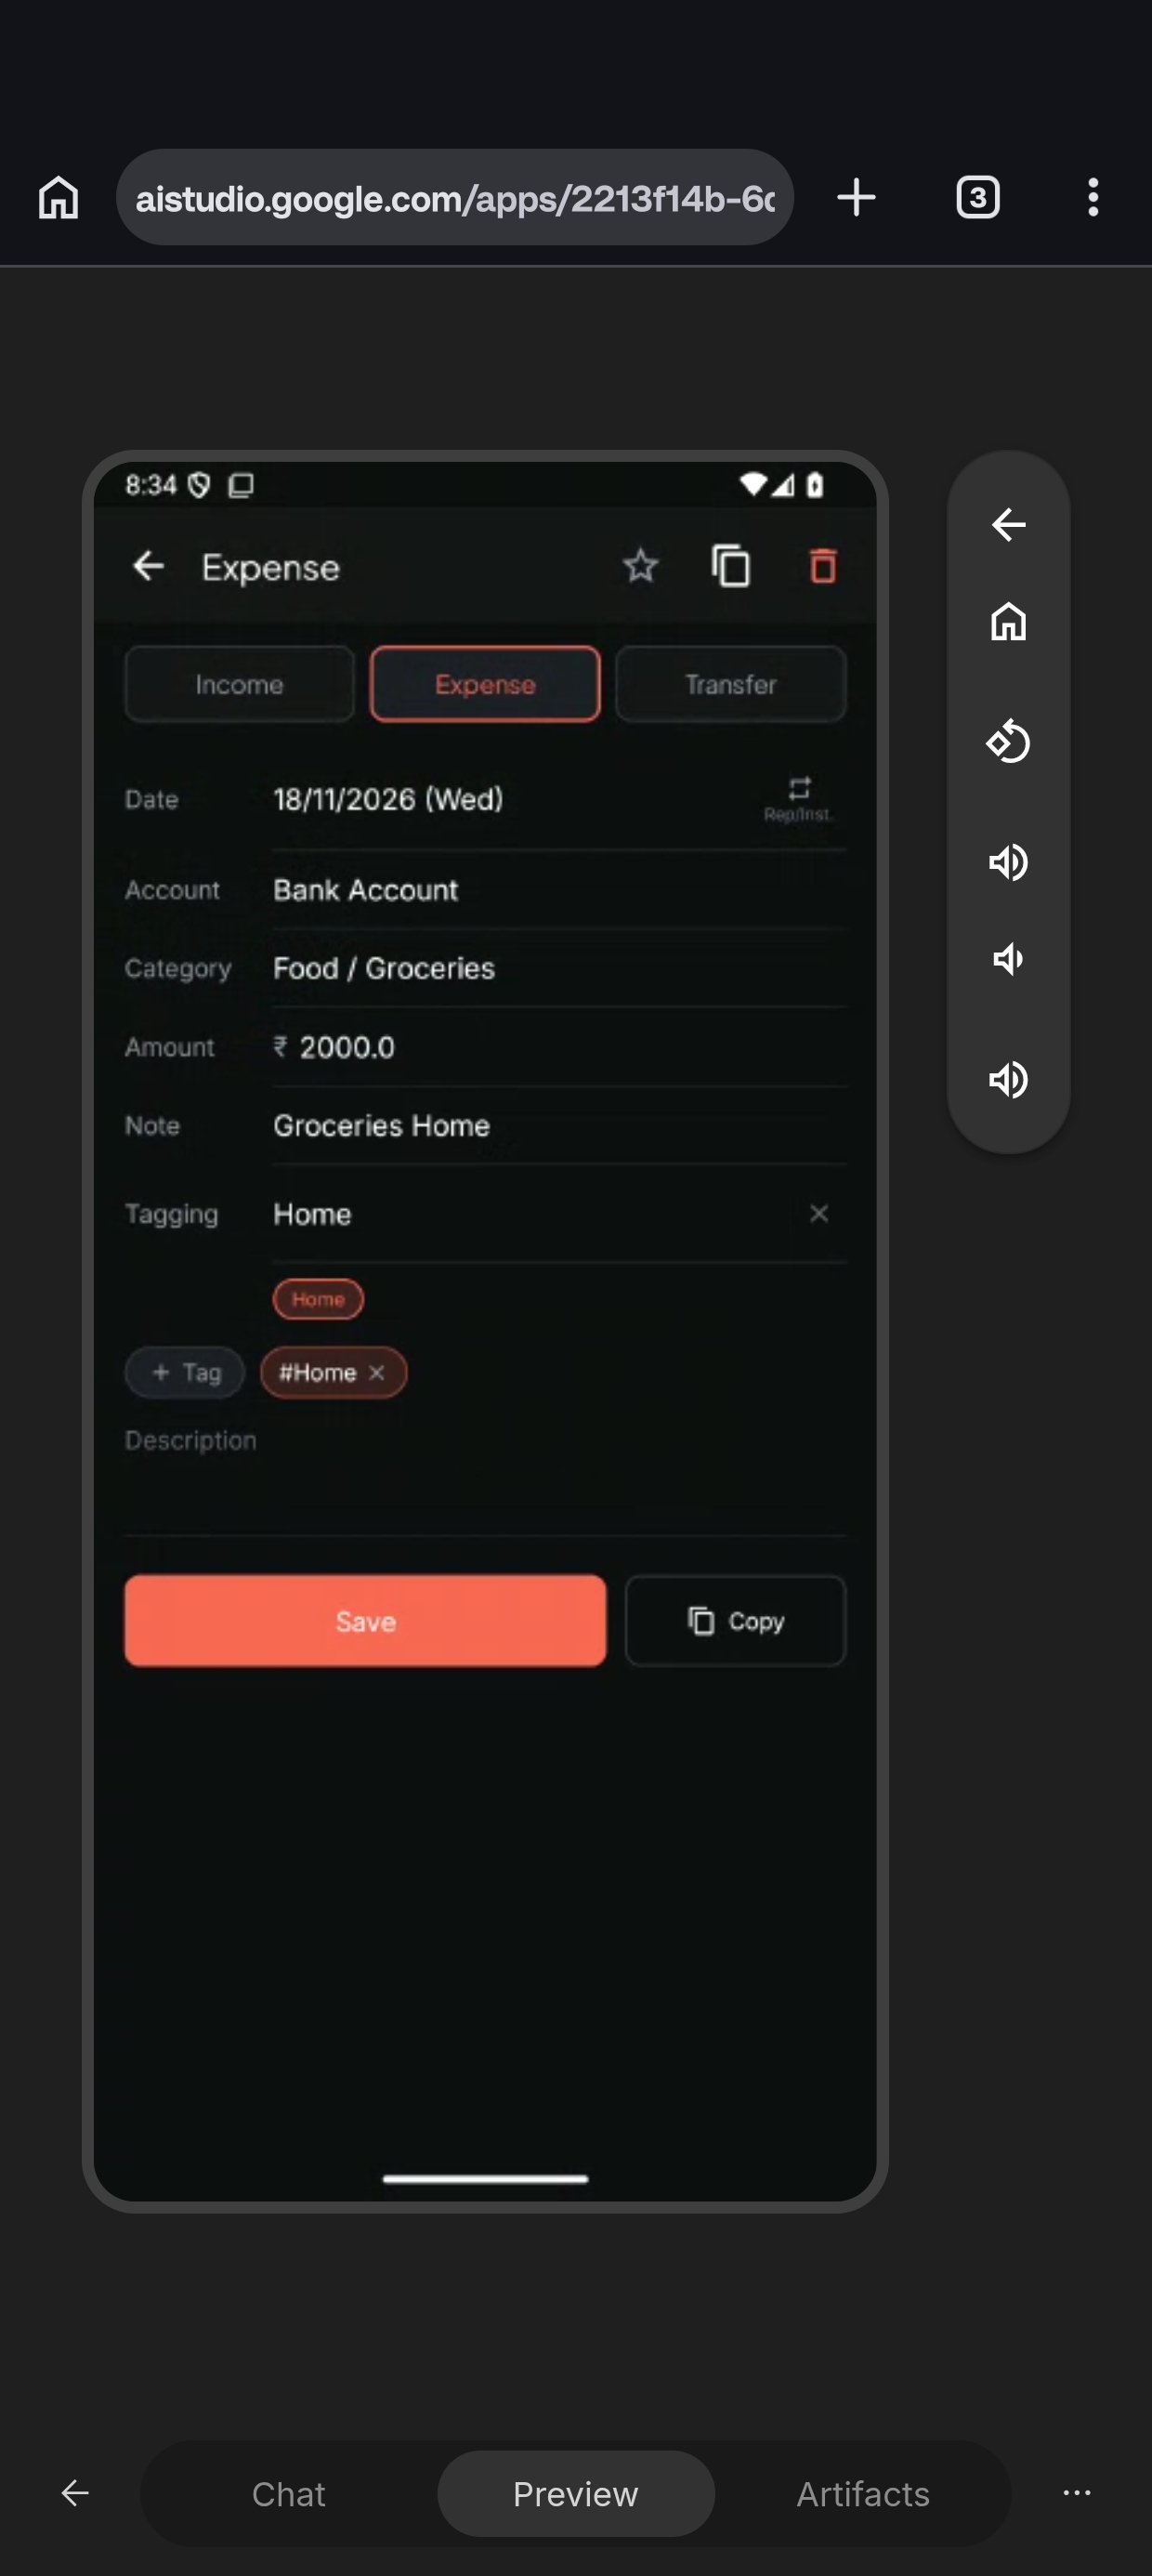 aistudio.google.com/apps/2213f14b-6c
3
8:34
Expense
Income
Expense
Transfer
Date
18/11/2026 (Wed)
Rep/Inst.
Account
Bank Account
Category
Food / Groceries
Amount
₹ 2000.0
Note
Groceries Home
Tagging
Home
Home
+ Tag
#Home ×
Description
Save
Copy
Chat
Preview
Artifacts